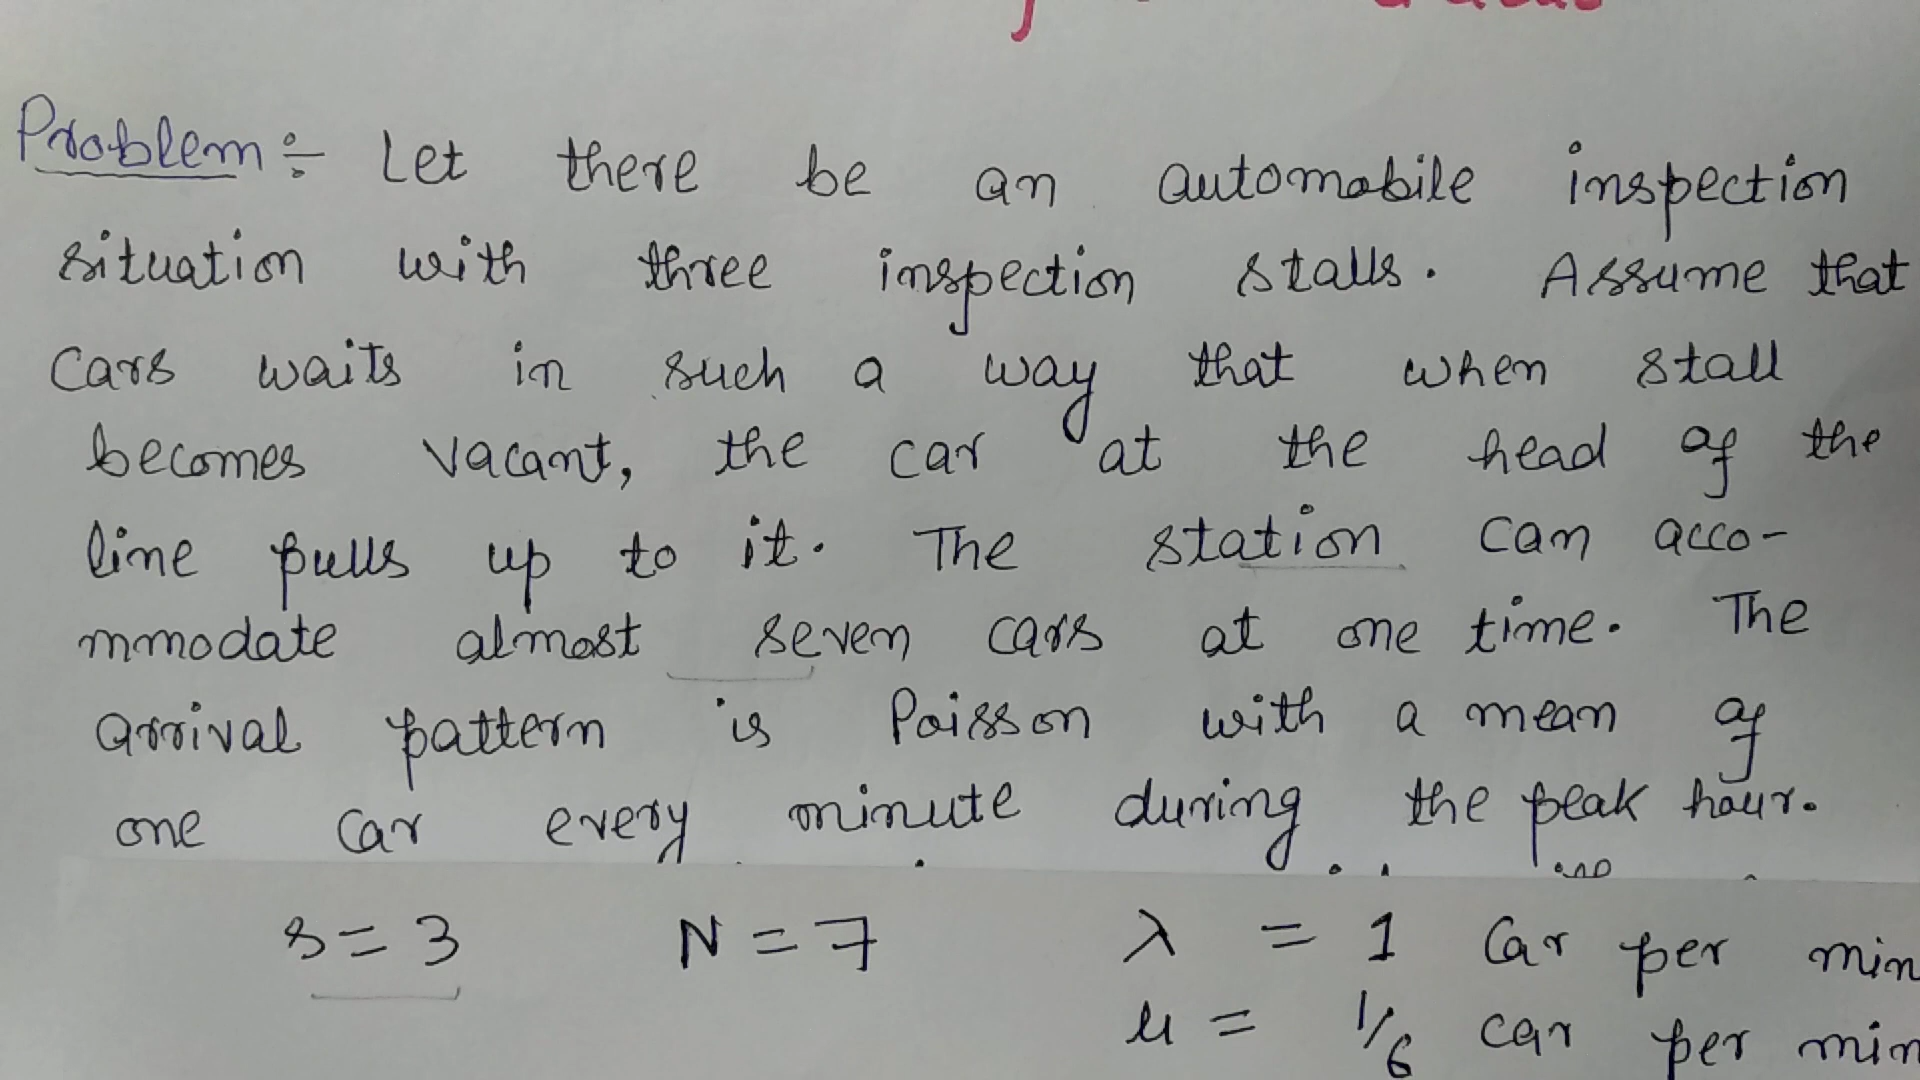 Problem:- Let there be an automobile inspection
situation with three inspection stalls. Assume that
cars waits in such a way that when stall
becomes vacant, the car at the head of the
line pulls up to it. The station can acco-
mmodate almost seven cars at one time. The
arrival pattern is Poisson with a mean of
one car every minute during the peak hour.
s = 3 N = 7 λ = 1 Car per min
μ = 1/6 car per min